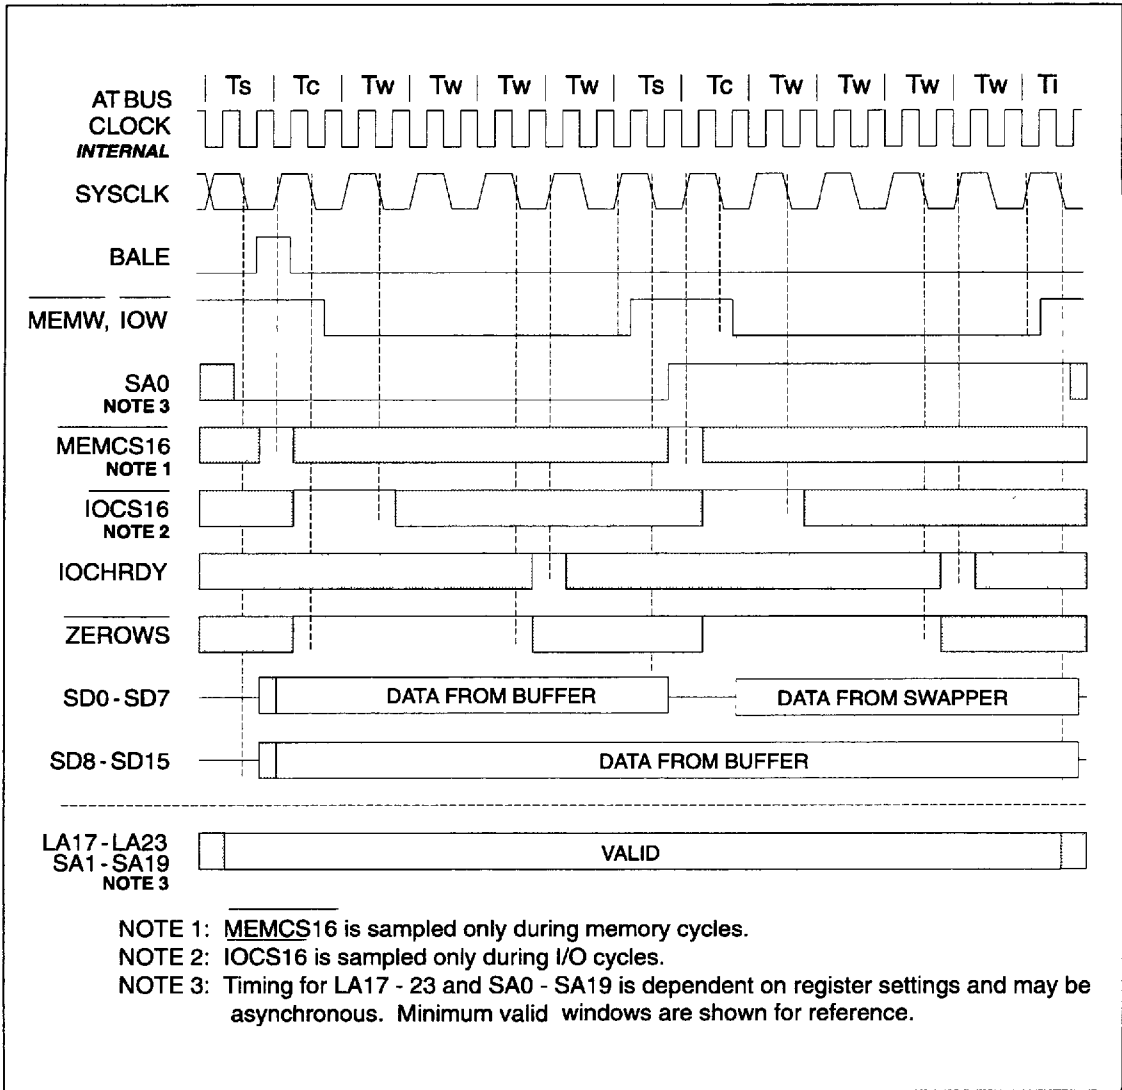 Ts Tc Tw Tw Tw Tw Ts Tc Tw Tw Tw Tw Ti
AT BUS
CLOCK
INTERNAL
SYSCLK
BALE
MEMW, IOW
SA0
NOTE 3
MEMCS16
NOTE 1
IOCS16
NOTE 2
IOCHRDY
ZEROWS
SD0 - SD7 DATA FROM BUFFER DATA FROM SWAPPER
SD8 - SD15 DATA FROM BUFFER
LA17 - LA23
SA1 - SA19 VALID
NOTE 3
NOTE 1: MEMCS16 is sampled only during memory cycles.
NOTE 2: IOCS16 is sampled only during I/O cycles.
NOTE 3: Timing for LA17 - 23 and SA0 - SA19 is dependent on register settings and may be
asynchronous. Minimum valid windows are shown for reference.